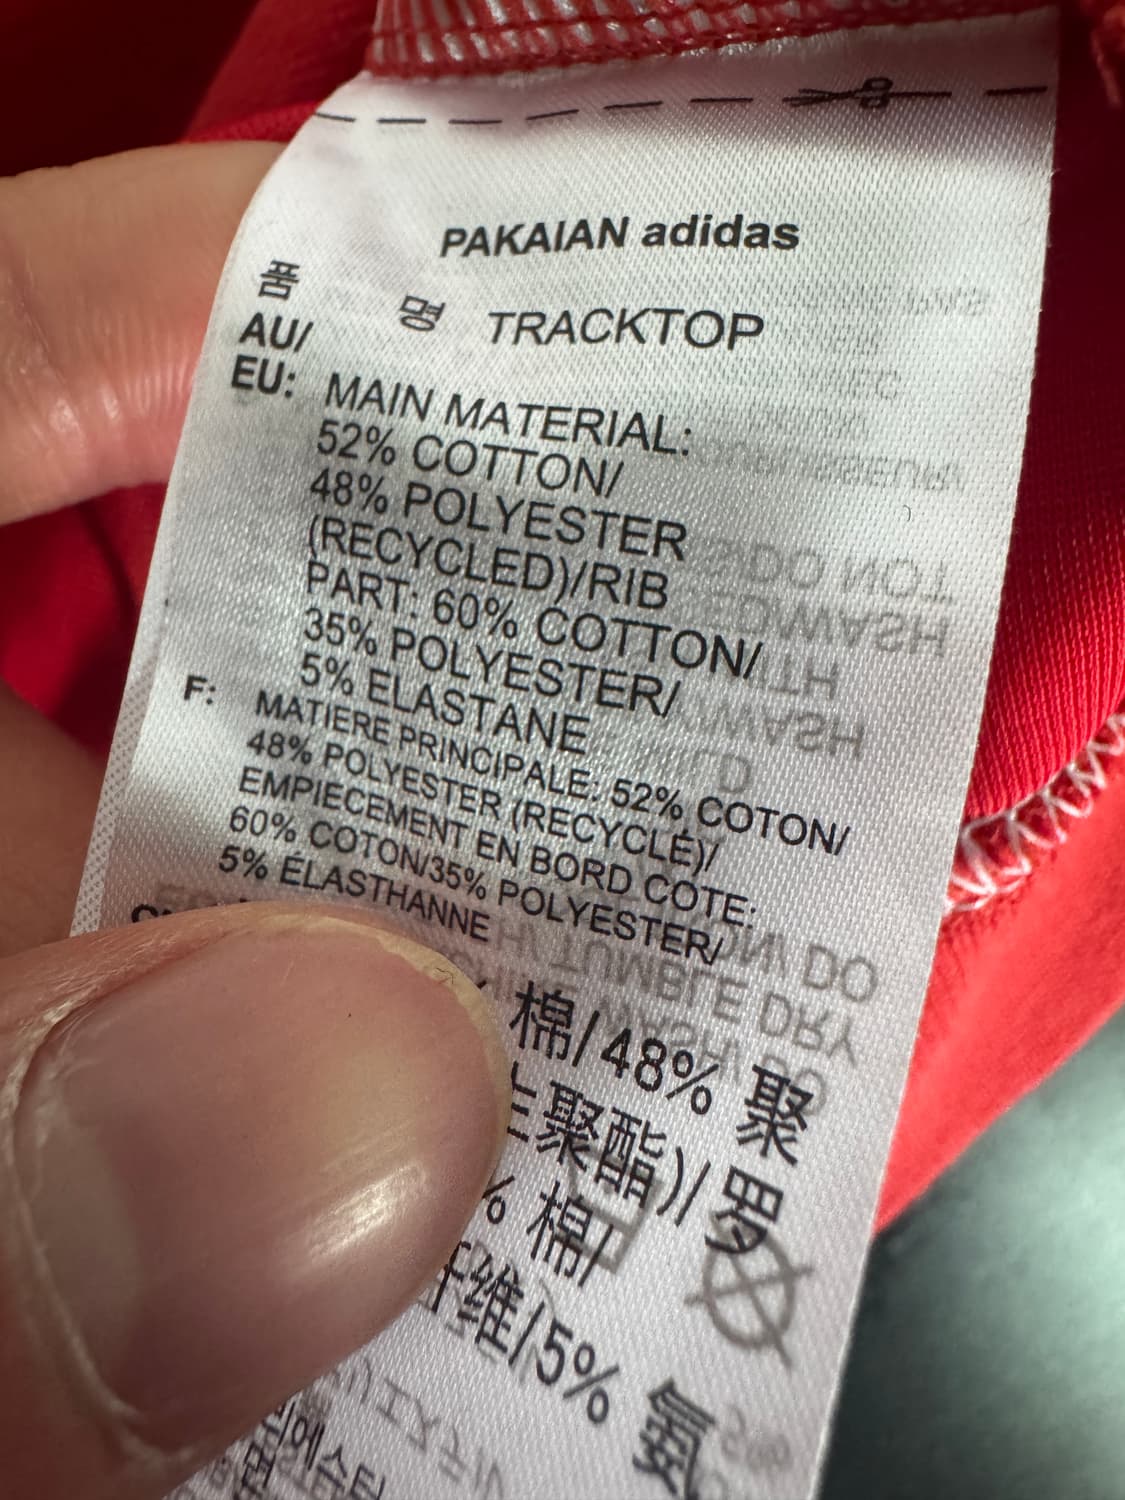 PAKAIAN adidas
품 명 TRACKTOP
AU/
EU: MAIN MATERIAL:
52% COTTON/
48% POLYESTER
(RECYCLED)/RIB
PART: 60% COTTON/
35% POLYESTER/
5% ELASTANE
F: MATIERE PRINCIPALE: 52% COTON/
48% POLYESTER (RECYCLÉ)/
EMPIECEMENT EN BORD COTE:
60% COTON/35% POLYESTER/
5% ÉLASTHANNE
棉/48% 聚
聚酯)/ 罗
% 棉/
纤维/5% 氨